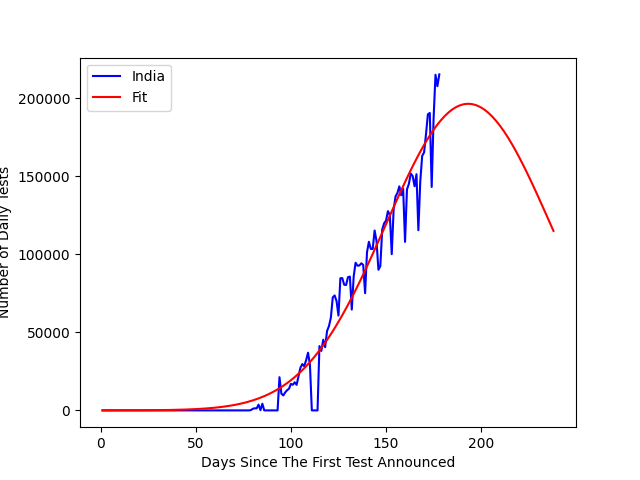 India
Fit
200000
150000
100000
50000
0
Number of Daily Tests
0 50 100 150 200
Days Since The First Test Announced